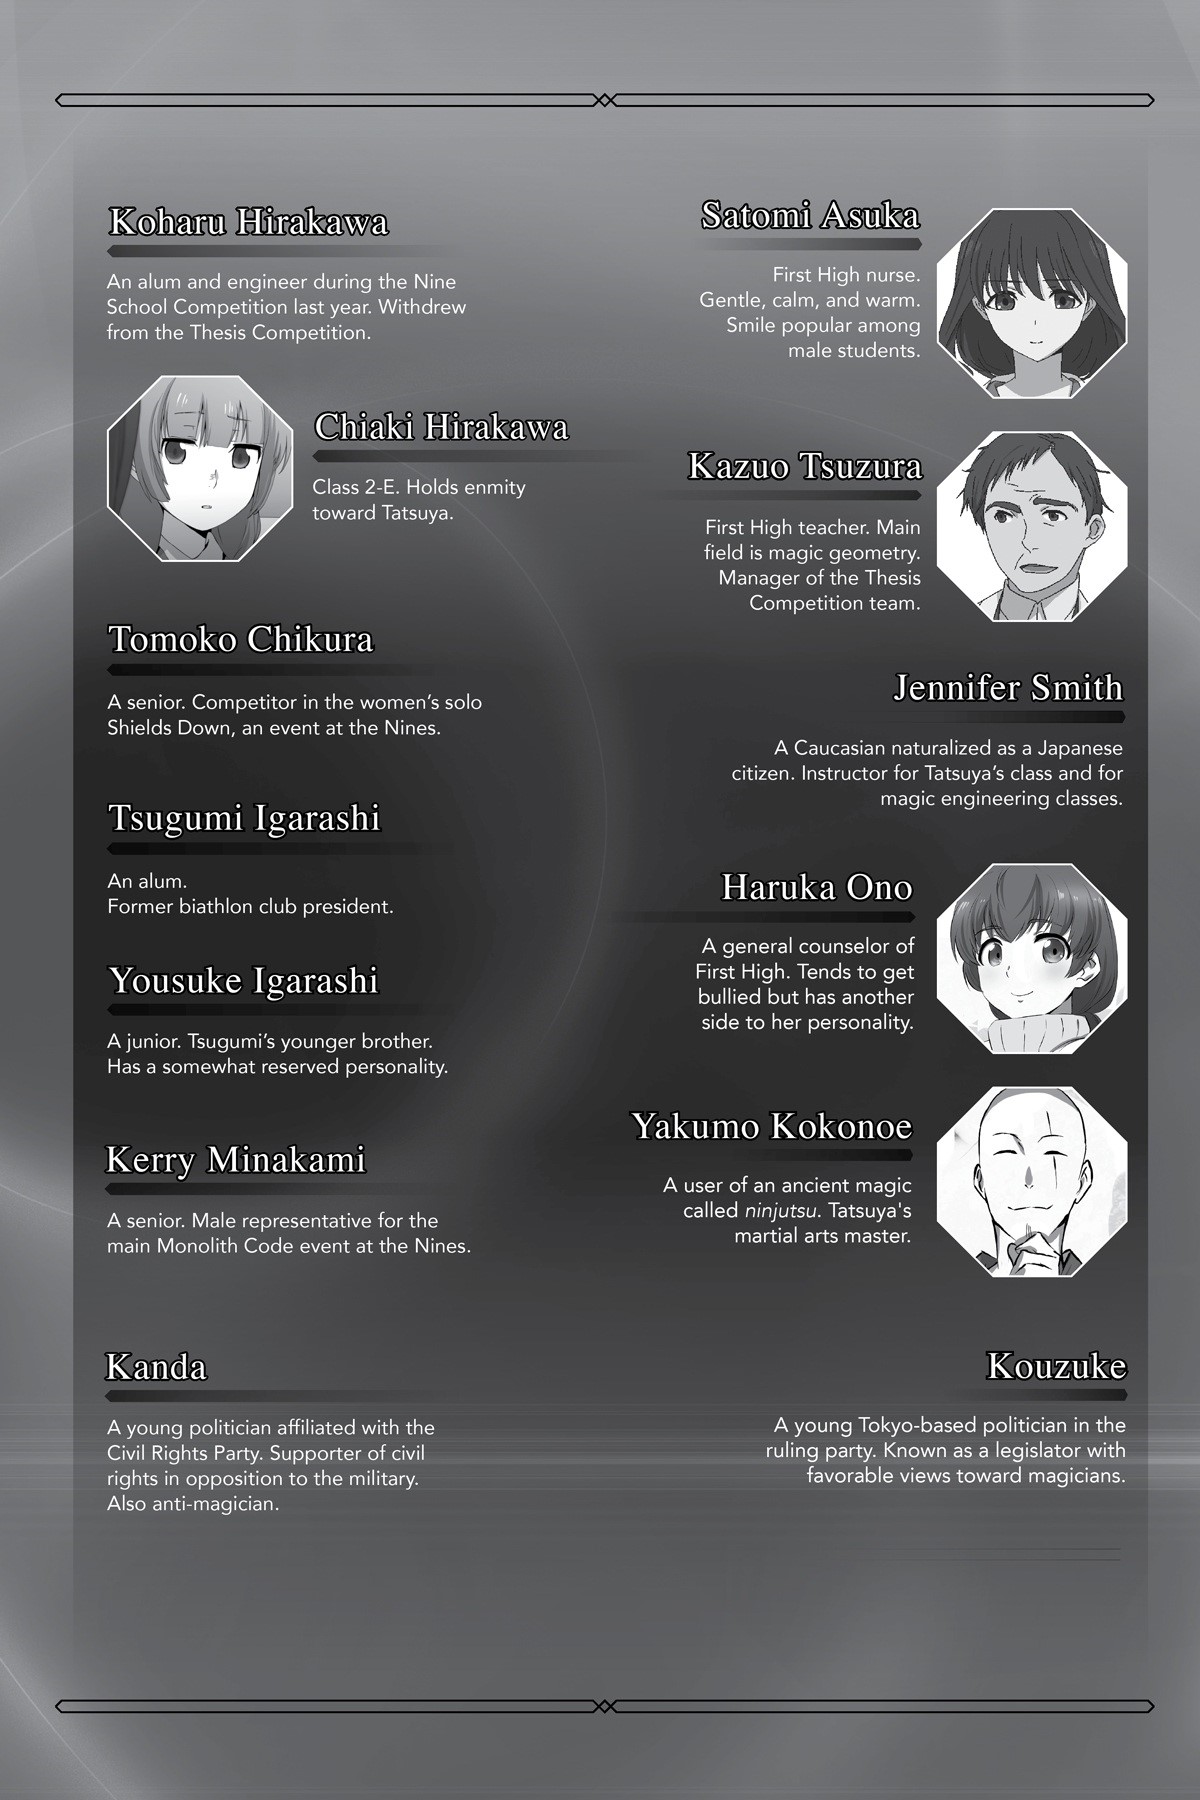 Koharu Hirakawa
An alum and engineer during the Nine
School Competition last year. Withdrew
from the Thesis Competition.
Chiaki Hirakawa
Class 2-E. Holds enmity
toward Tatsuya.
Tomoko Chikura
A senior. Competitor in the women’s solo
Shields Down, an event at the Nines.
Tsugumi Igarashi
An alum.
Former biathlon club president.
Yousuke Igarashi
A junior. Tsugumi’s younger brother.
Has a somewhat reserved personality.
Kerry Minakami
A senior. Male representative for the
main Monolith Code event at the Nines.
Kanda
A young politician affiliated with the
Civil Rights Party. Supporter of civil
rights in opposition to the military.
Also anti-magician.
Satomi Asuka
First High nurse.
Gentle, calm, and warm.
Smile popular among
male students.
Kazuo Tsuzura
First High teacher. Main
field is magic geometry.
Manager of the Thesis
Competition team.
Jennifer Smith
A Caucasian naturalized as a Japanese
citizen. Instructor for Tatsuya’s class and for
magic engineering classes.
Haruka Ono
A general counselor of
First High. Tends to get
bullied but has another
side to her personality.
Yakumo Kokonoe
A user of an ancient magic
called ninjutsu. Tatsuya's
martial arts master.
Kouzuke
A young Tokyo-based politician in the
ruling party. Known as a legislator with
favorable views toward magicians.